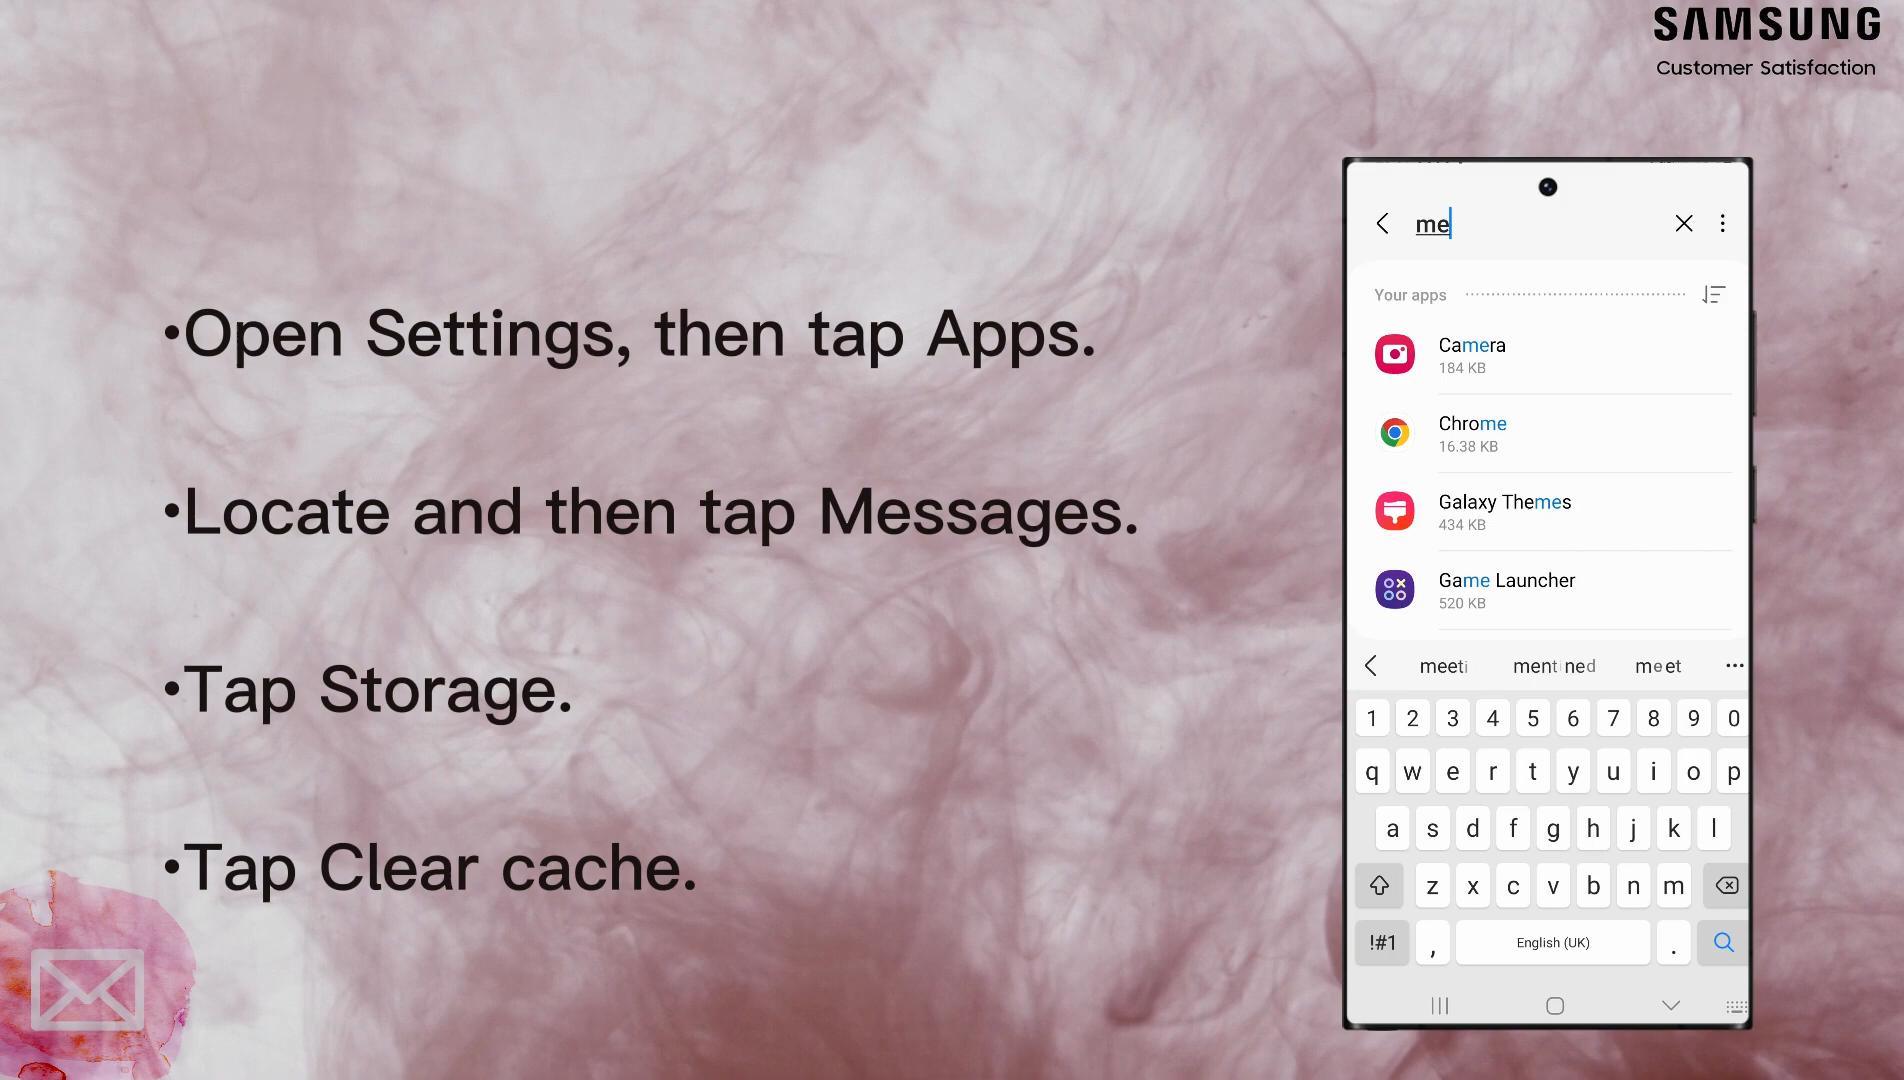 SAMSUNG
Customer Satisfaction
•Open Settings, then tap Apps.
•Locate and then tap Messages.
•Tap Storage.
•Tap Clear cache.
me
Your apps
Camera
184 KB
Chrome
16.38 KB
Galaxy Themes
434 KB
Game Launcher
520 KB
meeti mentined meet
1 2 3 4 5 6 7 8 9 0
q w e r t y u i o p
a s d f g h j k l
z x c v b n m
!#1 , English (UK) .